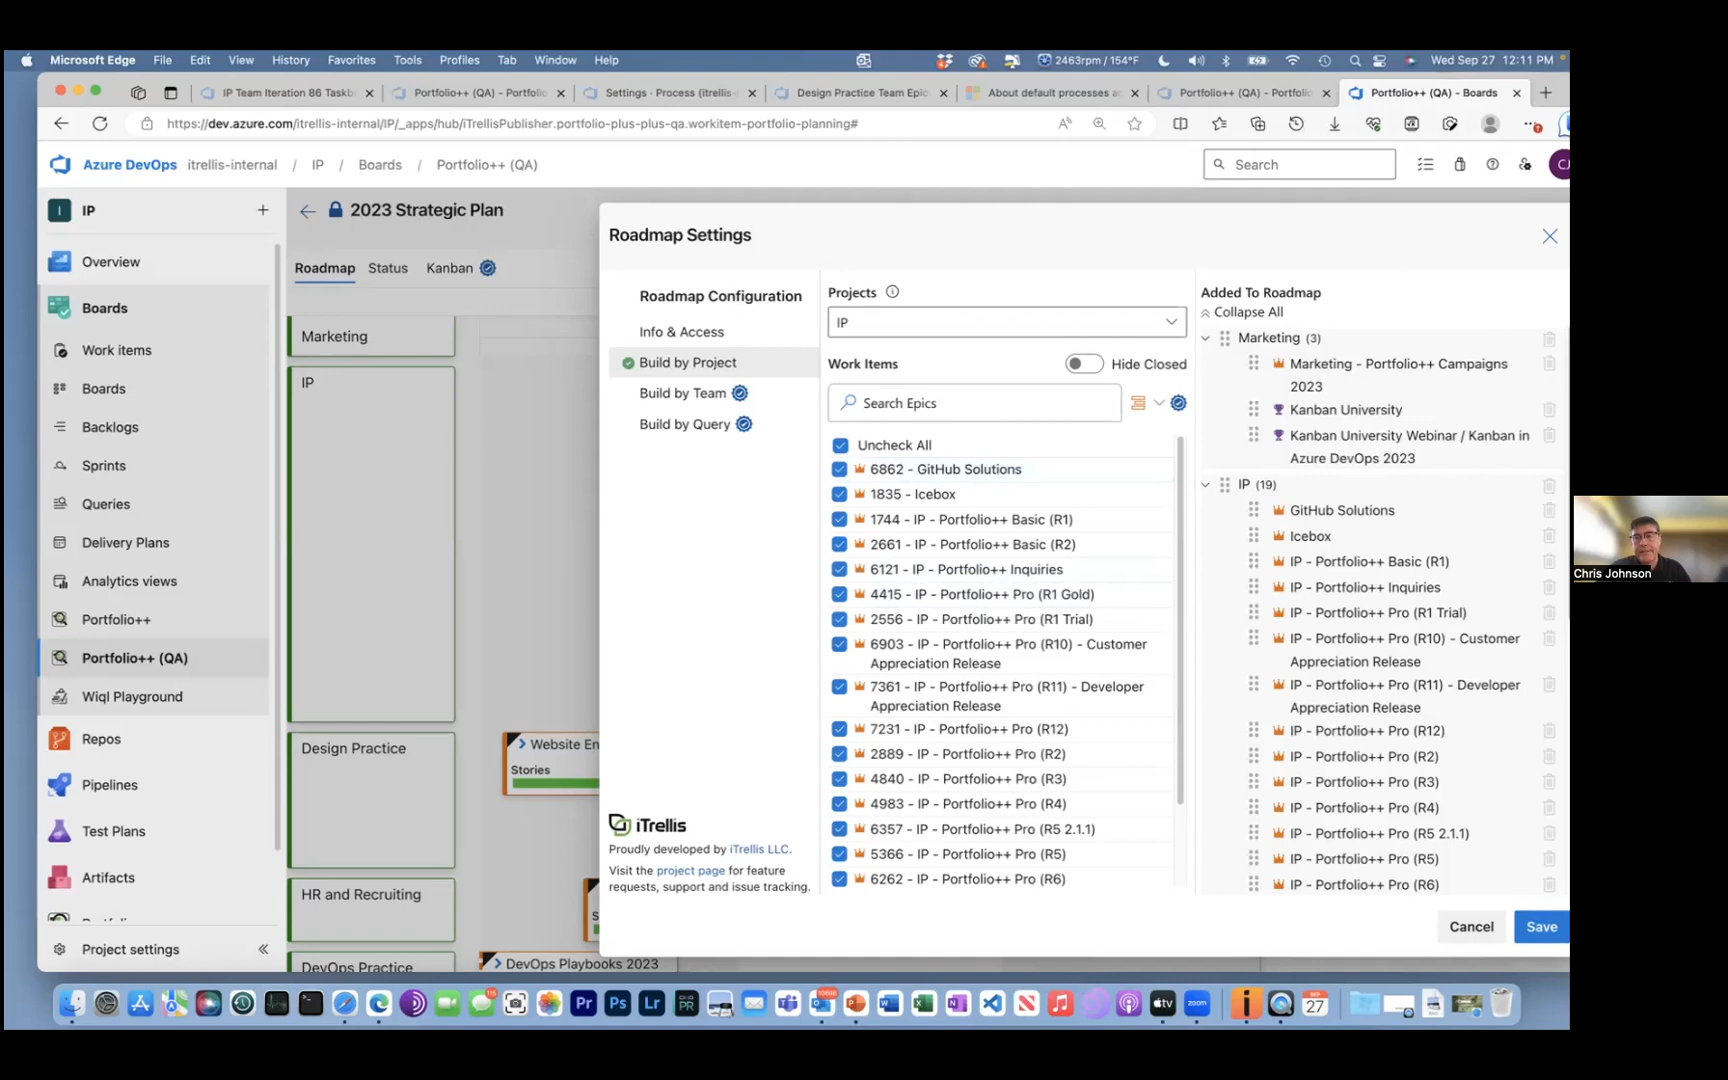 Microsoft Edge File Edit View History Favorites Tools Profiles Tab Window Help
2463rpm / 154°F
Wed Sep 27 12:11 PM
IP Team Iteration 86 Taskb
Portfolio++ (QA) - Portfolio
Settings · Process (itrellis-
Design Practice Team Epic
About default processes a
Portfolio++ (QA) - Portfolio
Portfolio++ (QA) - Boards
https://dev.azure.com/itrellis-internal/IP/_apps/hub/iTrellisPublisher.portfolio-plus-plus-qa.workitem-portfolio-planning#
Azure DevOps itrellis-internal / IP / Boards / Portfolio++ (QA)
Search
CJ
I IP
Overview
Boards
Work items
Boards
Backlogs
Sprints
Queries
Delivery Plans
Analytics views
Portfolio++
Portfolio++ (QA)
Wiql Playground
Repos
Pipelines
Test Plans
Artifacts
Project settings
2023 Strategic Plan
Roadmap Status Kanban
Marketing
IP
Design Practice
HR and Recruiting
DevOps Practice
Website En
Stories
S
DevOps Playbooks 2023
Roadmap Settings
Roadmap Configuration
Info & Access
Build by Project
Build by Team
Build by Query
iTrellis
Proudly developed by iTrellis LLC.
Visit the project page for feature
requests, support and issue tracking.
Projects
IP
Work Items
Hide Closed
Search Epics
Uncheck All
6862 - GitHub Solutions
1835 - Icebox
1744 - IP - Portfolio++ Basic (R1)
2661 - IP - Portfolio++ Basic (R2)
6121 - IP - Portfolio++ Inquiries
4415 - IP - Portfolio++ Pro (R1 Gold)
2556 - IP - Portfolio++ Pro (R1 Trial)
6903 - IP - Portfolio++ Pro (R10) - Customer
Appreciation Release
7361 - IP - Portfolio++ Pro (R11) - Developer
Appreciation Release
7231 - IP - Portfolio++ Pro (R12)
2889 - IP - Portfolio++ Pro (R2)
4840 - IP - Portfolio++ Pro (R3)
4983 - IP - Portfolio++ Pro (R4)
6357 - IP - Portfolio++ Pro (R5 2.1.1)
5366 - IP - Portfolio++ Pro (R5)
6262 - IP - Portfolio++ Pro (R6)
Added To Roadmap
Collapse All
Marketing (3)
Marketing - Portfolio++ Campaigns
2023
Kanban University
Kanban University Webinar / Kanban in
Azure DevOps 2023
IP (19)
GitHub Solutions
Icebox
IP - Portfolio++ Basic (R1)
IP - Portfolio++ Inquiries
IP - Portfolio++ Pro (R1 Trial)
IP - Portfolio++ Pro (R10) - Customer
Appreciation Release
IP - Portfolio++ Pro (R11) - Developer
Appreciation Release
IP - Portfolio++ Pro (R12)
IP - Portfolio++ Pro (R2)
IP - Portfolio++ Pro (R3)
IP - Portfolio++ Pro (R4)
IP - Portfolio++ Pro (R5 2.1.1)
IP - Portfolio++ Pro (R5)
IP - Portfolio++ Pro (R6)
Cancel
Save
Chris Johnson
Pr Ps Lr PR tv zoom
27